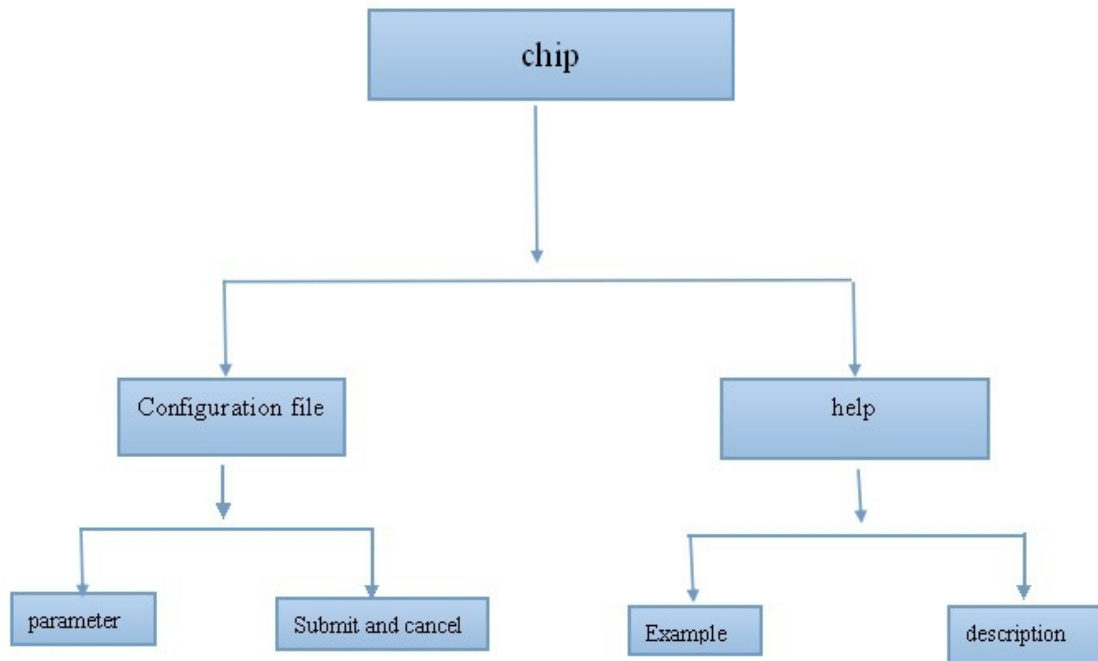 chip
Configuration file
help
parameter
Submit and cancel
Example
description